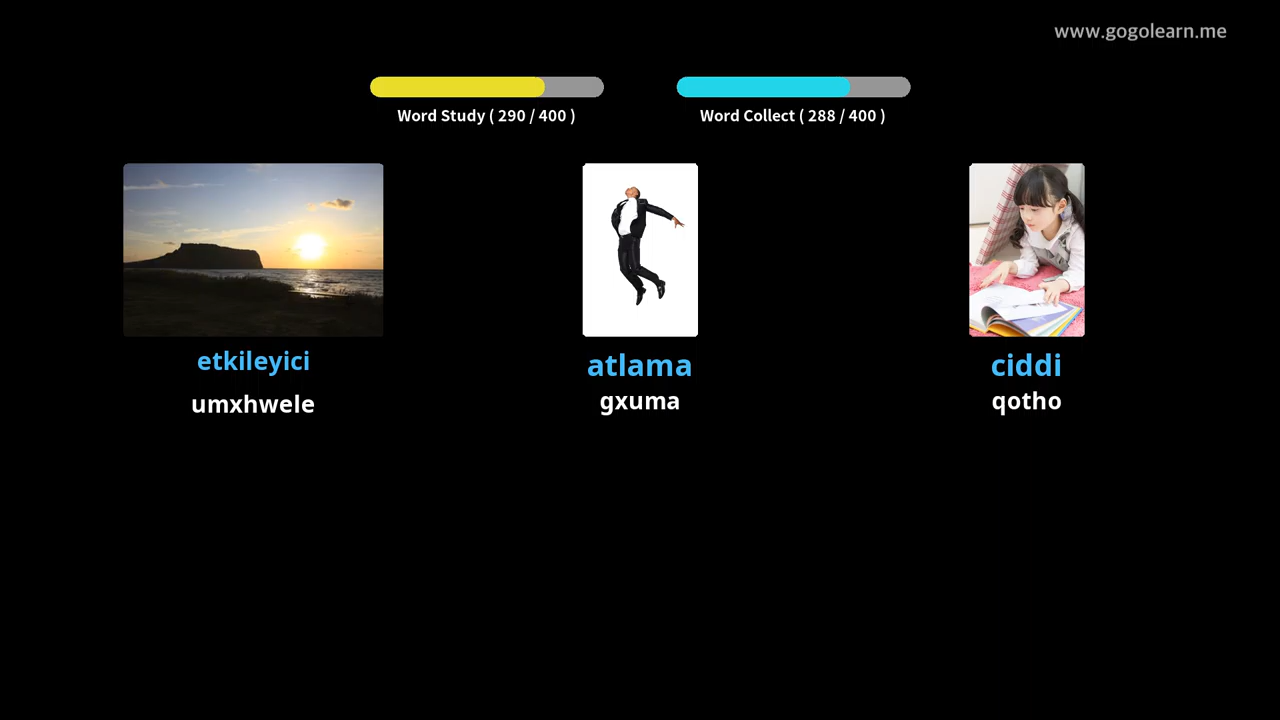 www.gogolearn.me
Word Study ( 290 / 400 )
Word Collect ( 288 / 400 )
etkileyici
umxhwele
atlama
gxuma
ciddi
qotho